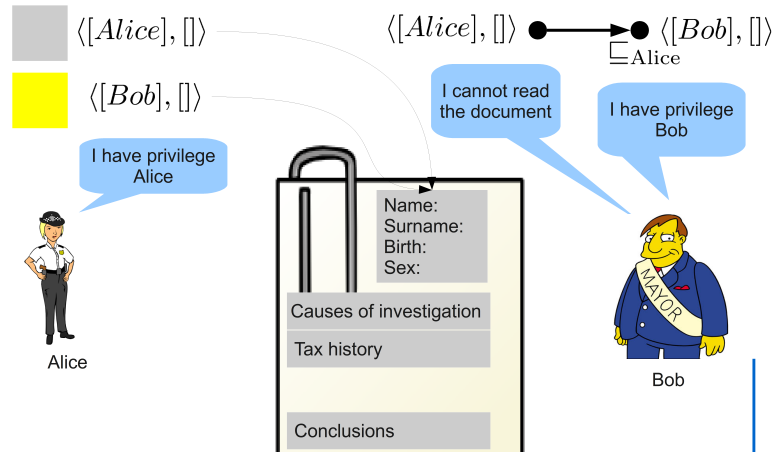 ⟨[Alice], []⟩
⟨[Alice], []⟩
⟨[Bob], []⟩
⊑Alice
⟨[Bob], []⟩
I cannot read
the document
I have privilege
Bob
I have privilege
Alice
Name:
Surname:
Birth:
Sex:
MAYOR
Causes of investigation
Tax history
Alice
Bob
Conclusions